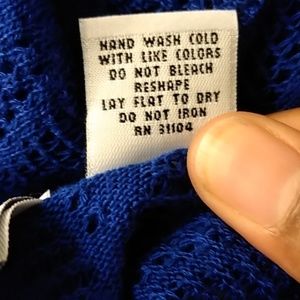 HAND WASH COLD
WITH LIKE COLORS
DO NOT BLEACH
RESHAPE
LAY FLAT TO DRY
DO NOT IRON
RN 31104